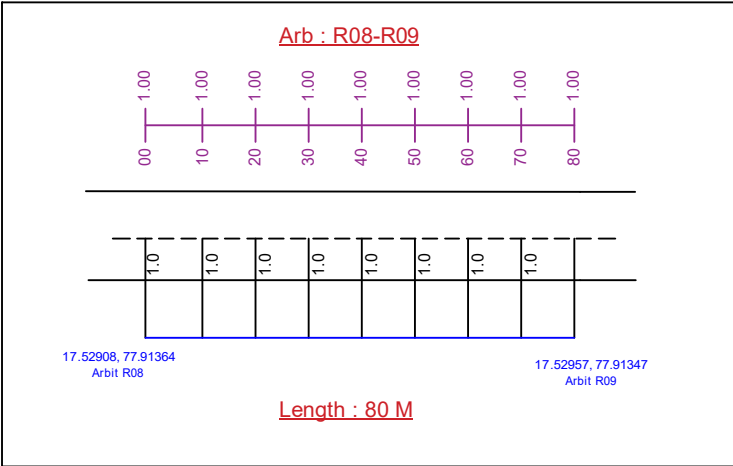 Arb : R08-R09
1.00 1.00 1.00 1.00 1.00 1.00 1.00 1.00 1.00
00 10 20 30 40 50 60 70 80
1.0 1.0 1.0 1.0 1.0 1.0 1.0 1.0
17.52908, 77.91364
Arbit R08
17.52957, 77.91347
Arbit R09
Length : 80 M